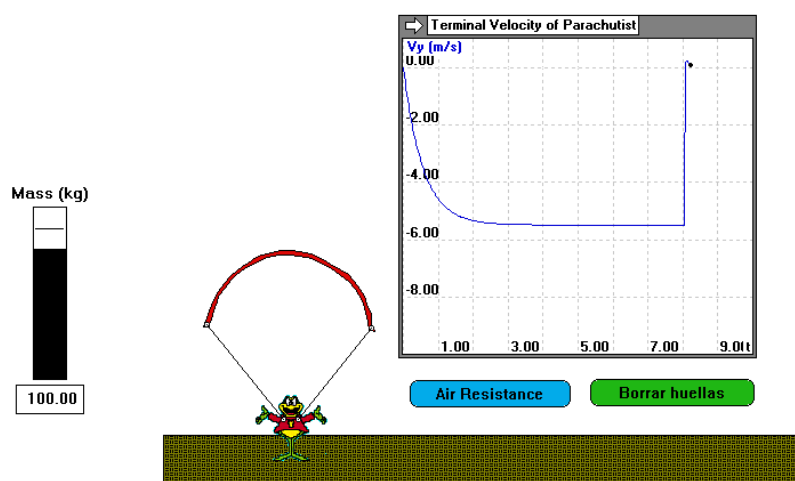 Terminal Velocity of Parachutist
Vy (m/s)
0.00
-2.00
-4.00
-6.00
-8.00
1.00 3.00 5.00 7.00 9.0(t
Mass (kg)
100.00
Air Resistance Borrar huellas